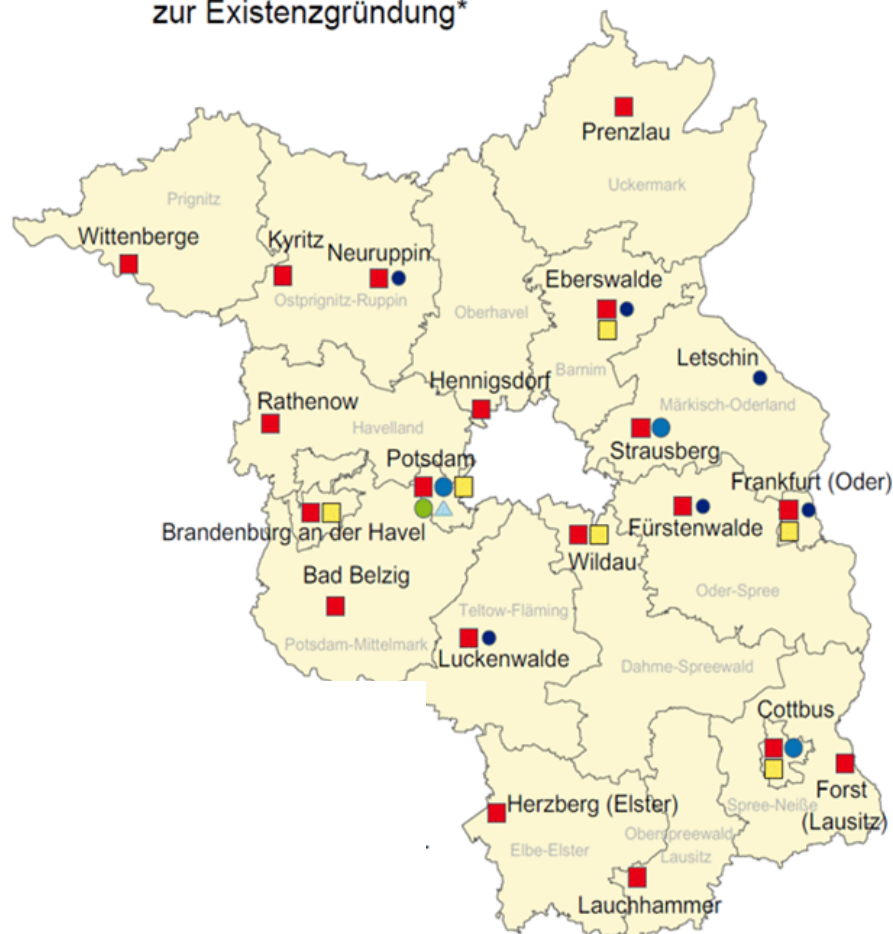 zur Existenzgründung*
Prenzlau
Uckermark
Prignitz
Wittenberge
Kyritz
Neuruppin
Ostprignitz-Ruppin
Oberhavel
Eberswalde
Barnim
Letschin
Märkisch-Oderland
Hennigsdorf
Rathenow
Havelland
Strausberg
Potsdam
Frankfurt (Oder)
Brandenburg an der Havel
Fürstenwalde
Wildau
Bad Belzig
Oder-Spree
Teltow-Fläming
Potsdam-Mittelmark
Luckenwalde
Dahme-Spreewald
Cottbus
Forst
(Lausitz)
Spree-Neiße
Herzberg (Elster)
Oberspreewald
Lausitz
Elbe-Elster
Lauchhammer